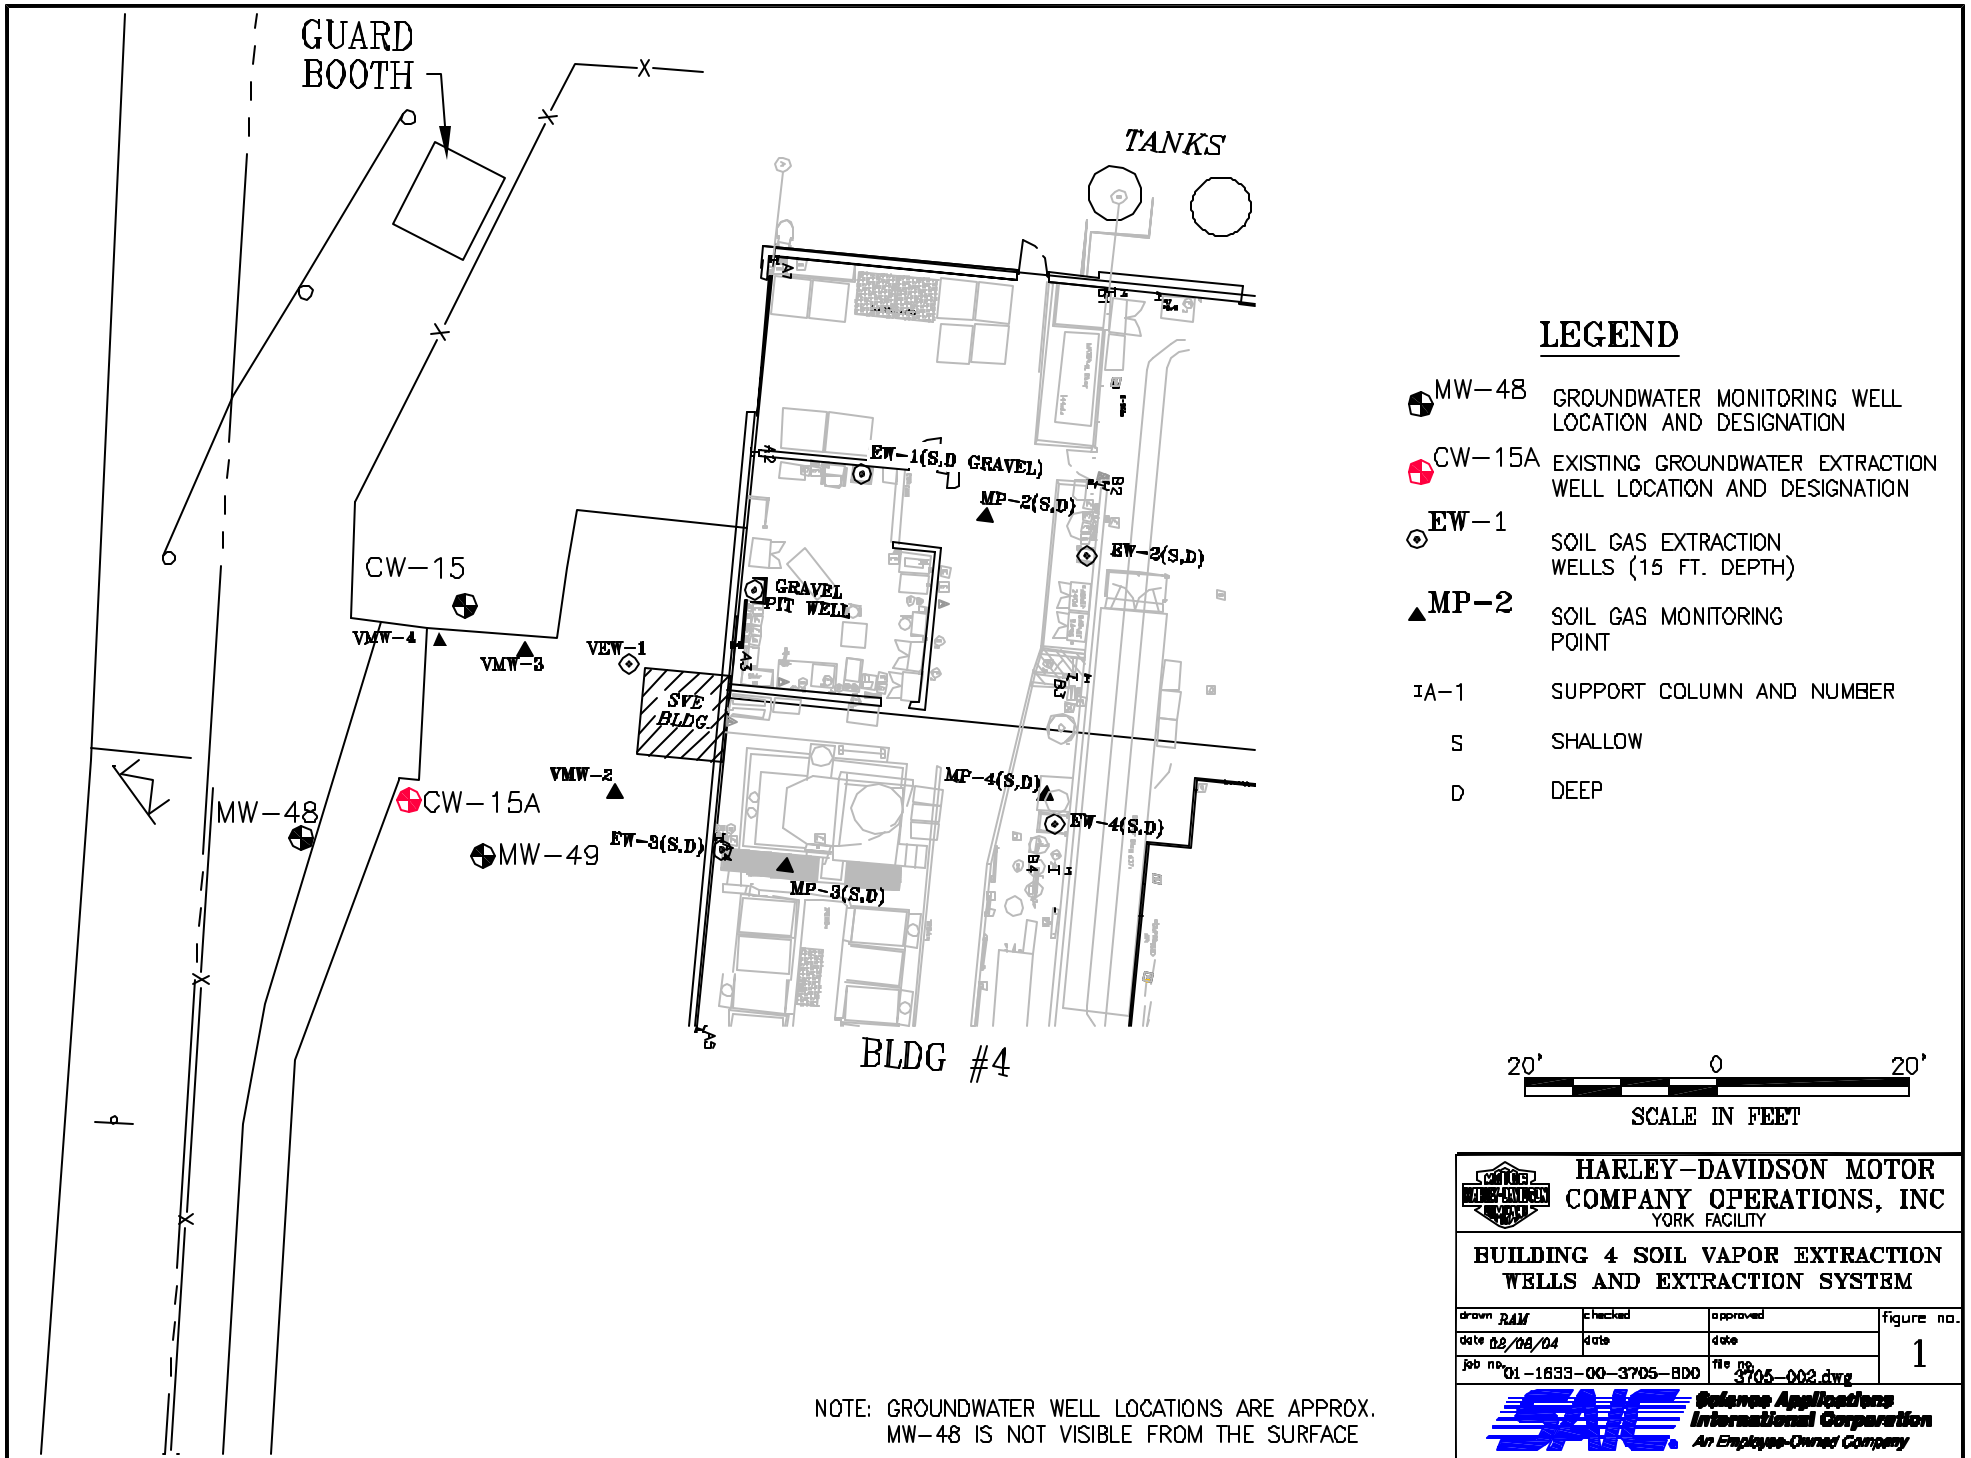 GUARD
BOOTH
TANKS
A7
A2
EW-1(S,D GRAVEL)
MP-2(S,D)
B2
EW-2(S,D)
CW-15
GRAVEL
PIT WELL
VMW-4
VMW-3
VEW-1
A3
B3
SVE
BLDG.
VMW-2
MP-4(S,D)
MW-48
CW-15A
EW-3(S,D)
EW-4(S,D)
MW-49
B4
MP-3(S,D)
A5
BLDG #4
LEGEND
MW-48 GROUNDWATER MONITORING WELL
LOCATION AND DESIGNATION
CW-15A EXISTING GROUNDWATER EXTRACTION
WELL LOCATION AND DESIGNATION
EW-1 SOIL GAS EXTRACTION
WELLS (15 FT. DEPTH)
MP-2 SOIL GAS MONITORING
POINT
A-1 SUPPORT COLUMN AND NUMBER
S SHALLOW
D DEEP
20' 0 20'
SCALE IN FEET
HARLEY-DAVIDSON MOTOR
COMPANY OPERATIONS, INC
YORK FACILITY
BUILDING 4 SOIL VAPOR EXTRACTION
WELLS AND EXTRACTION SYSTEM
drawn RAM checked approved figure no.
date date date
1
job no. 01-1633-00-3705-800 file no. 3705-002.dwg
SAIC Science Applications
International Corporation
An Employee-Owned Company
NOTE: GROUNDWATER WELL LOCATIONS ARE APPROX.
MW-48 IS NOT VISIBLE FROM THE SURFACE